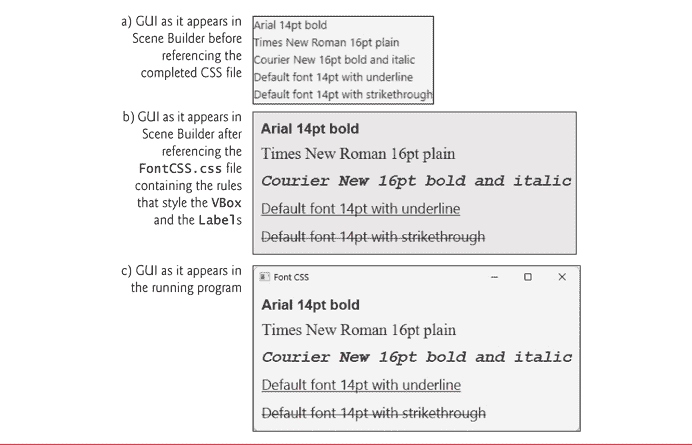 a) GUI as it appears in
Scene Builder before
referencing the
completed CSS file
Arial 14pt bold
Times New Roman 16pt plain
Courier New 16pt bold and italic
Default font 14pt with underline
Default font 14pt with strikethrough
b) GUI as it appears in
Scene Builder after
referencing the
FontCSS.css file
containing the rules
that style the VBox
and the Labels
Arial 14pt bold
Times New Roman 16pt plain
Courier New 16pt bold and italic
Default font 14pt with underline
Default font 14pt with strikethrough
c) GUI as it appears in
the running program
Font CSS
Arial 14pt bold
Times New Roman 16pt plain
Courier New 16pt bold and italic
Default font 14pt with underline
Default font 14pt with strikethrough